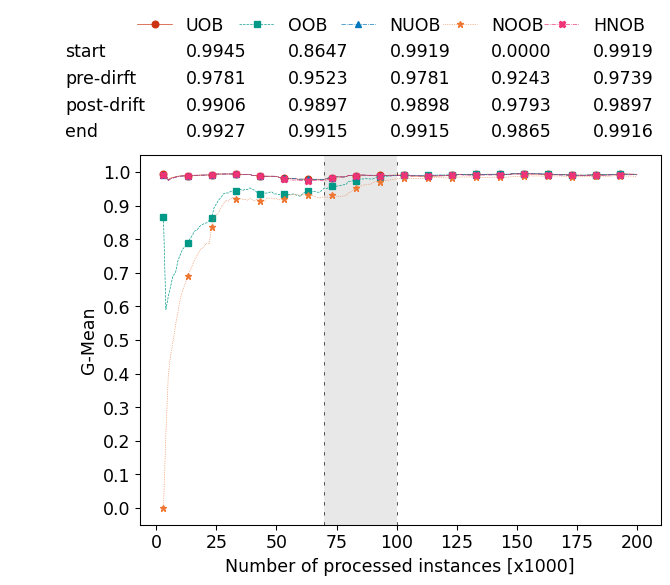 UOB OOB NUOB NOOB HNOB
start 0.9945 0.8647 0.9919 0.0000 0.9919
pre-dirft 0.9781 0.9523 0.9781 0.9243 0.9739
post-drift 0.9906 0.9897 0.9898 0.9793 0.9897
end 0.9927 0.9915 0.9915 0.9865 0.9916
1.0
0.9
0.8
0.7
0.6
0.5
0.4
0.3
0.2
0.1
0.0
G-Mean
0 25 50 75 100 125 150 175 200
Number of processed instances [x1000]